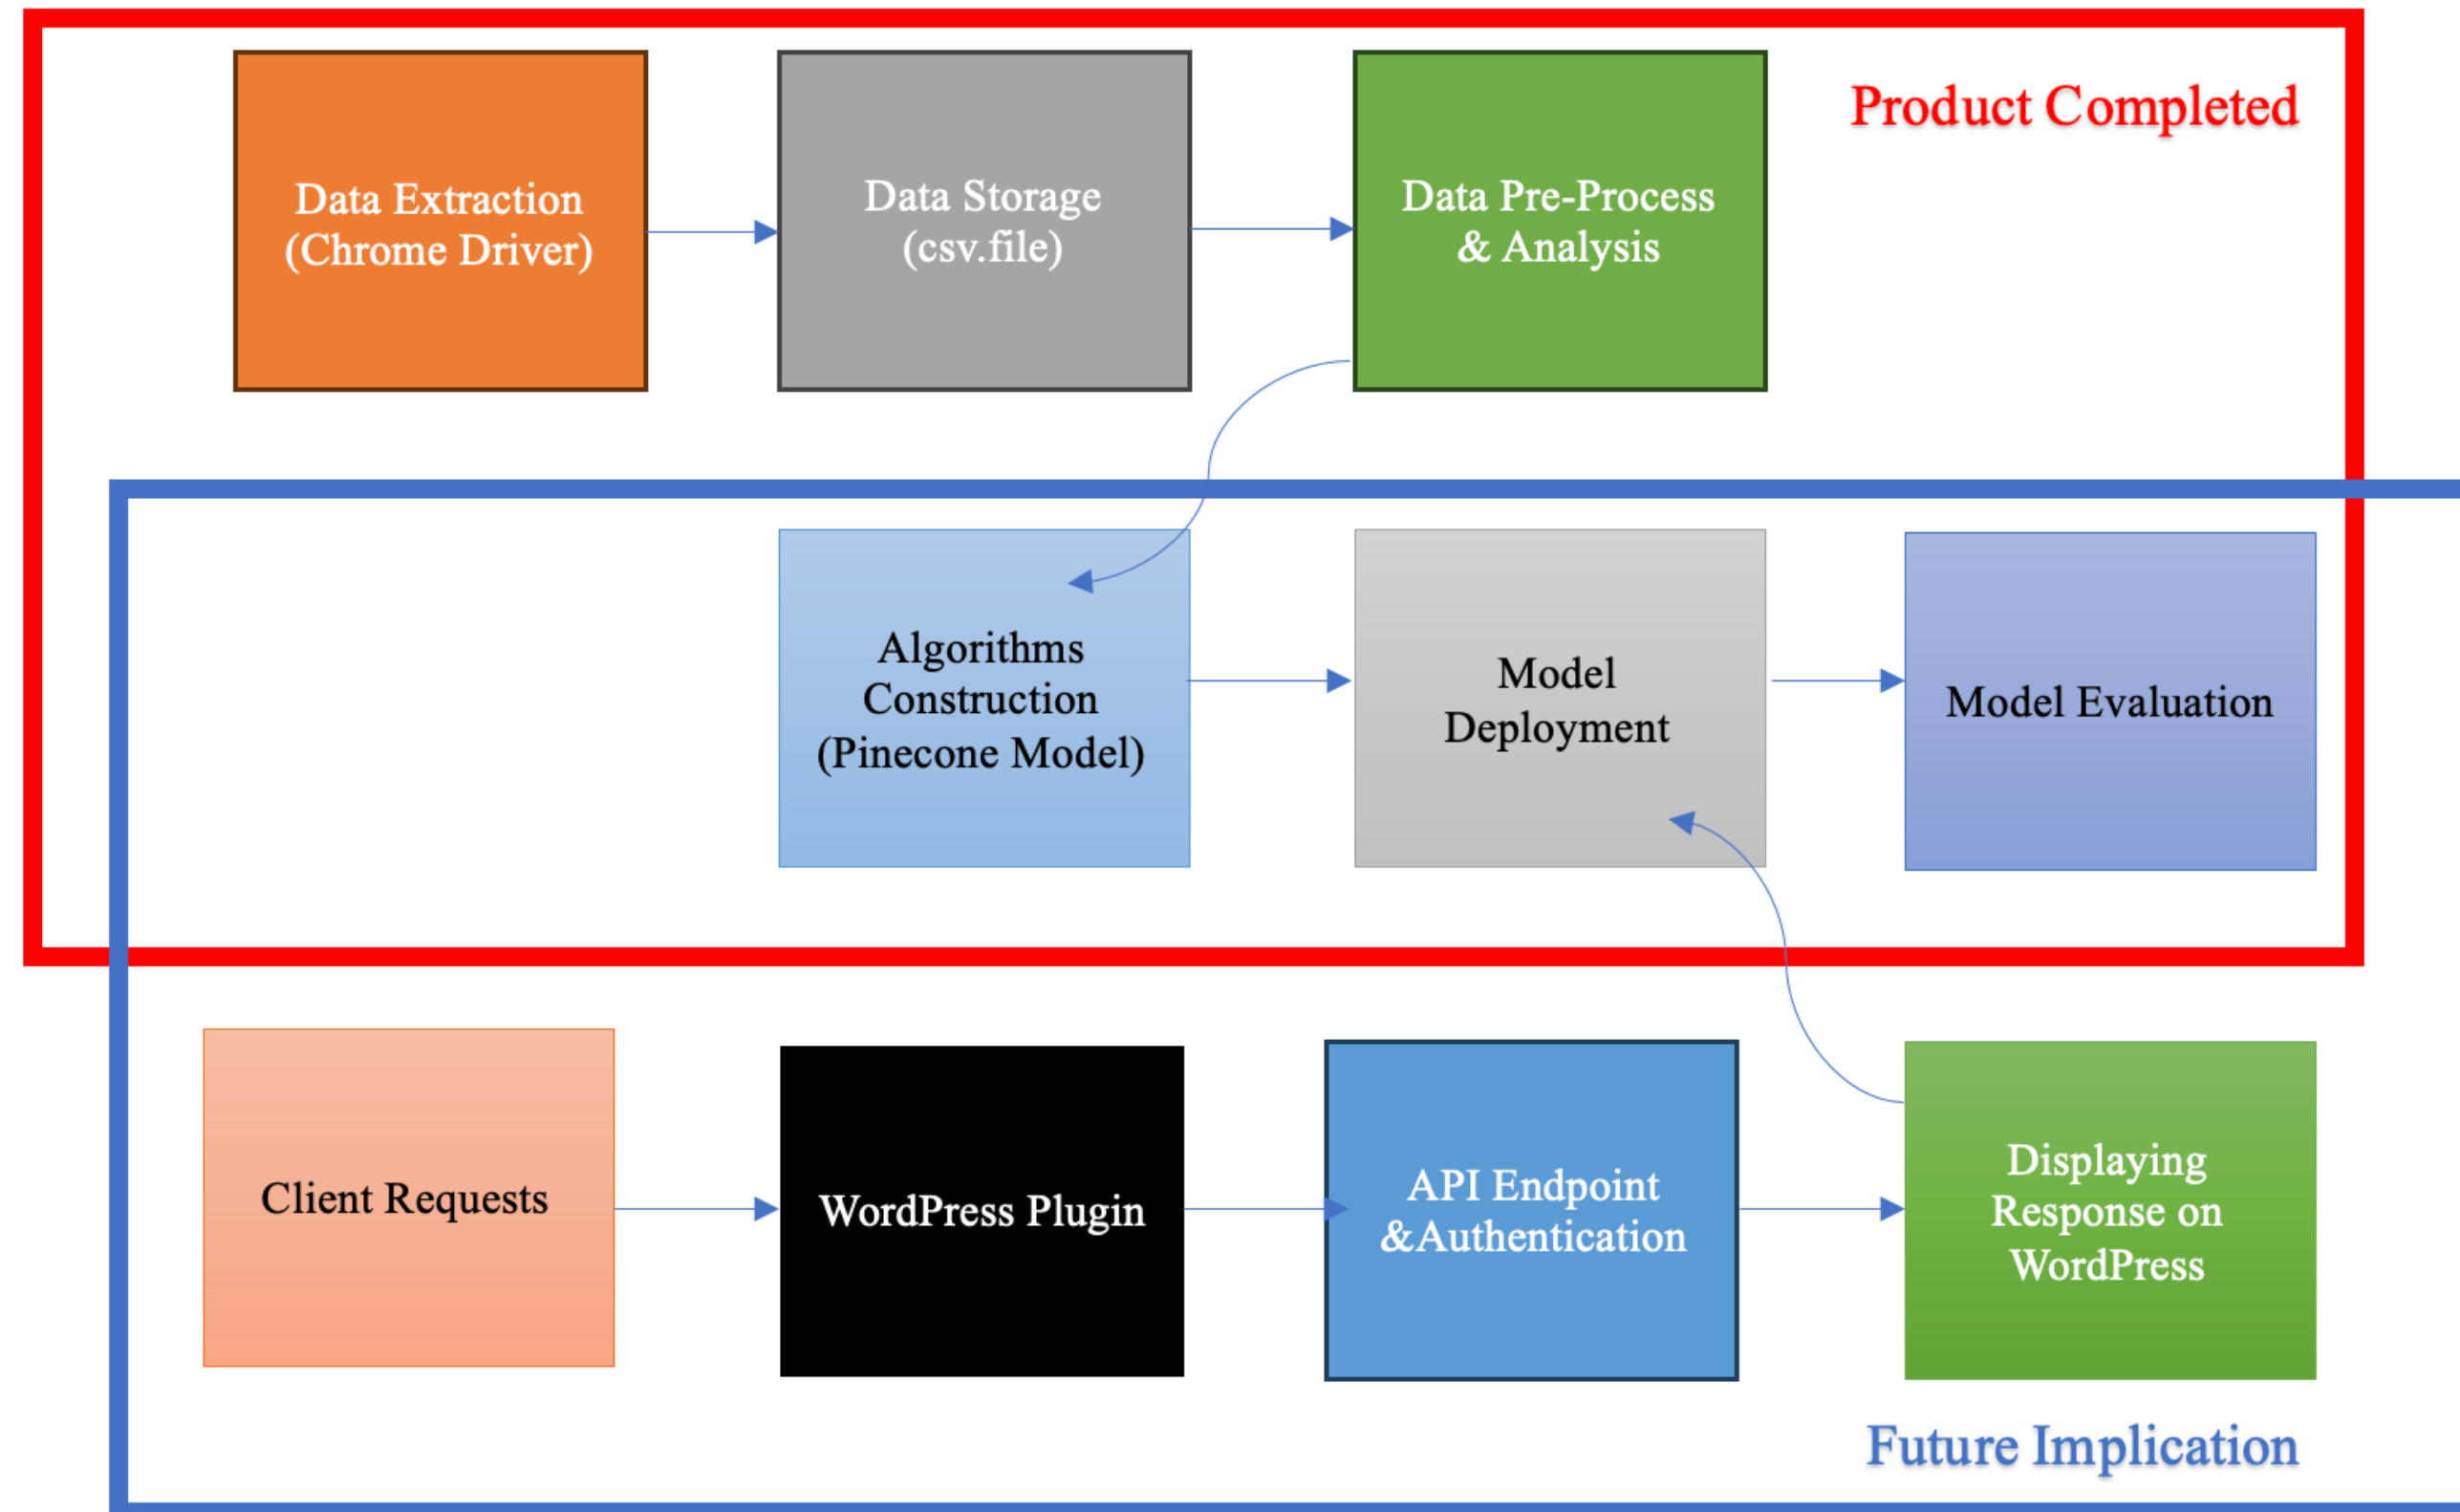 Product Completed
Data Extraction
(Chrome Driver)
Data Storage
(csv.file)
Data Pre-Process
& Analysis
Algorithms
Construction
(Pinecone Model)
Model
Deployment
Model Evaluation
Client Requests
WordPress Plugin
API Endpoint
&Authentication
Displaying
Response on
WordPress
Future Implication